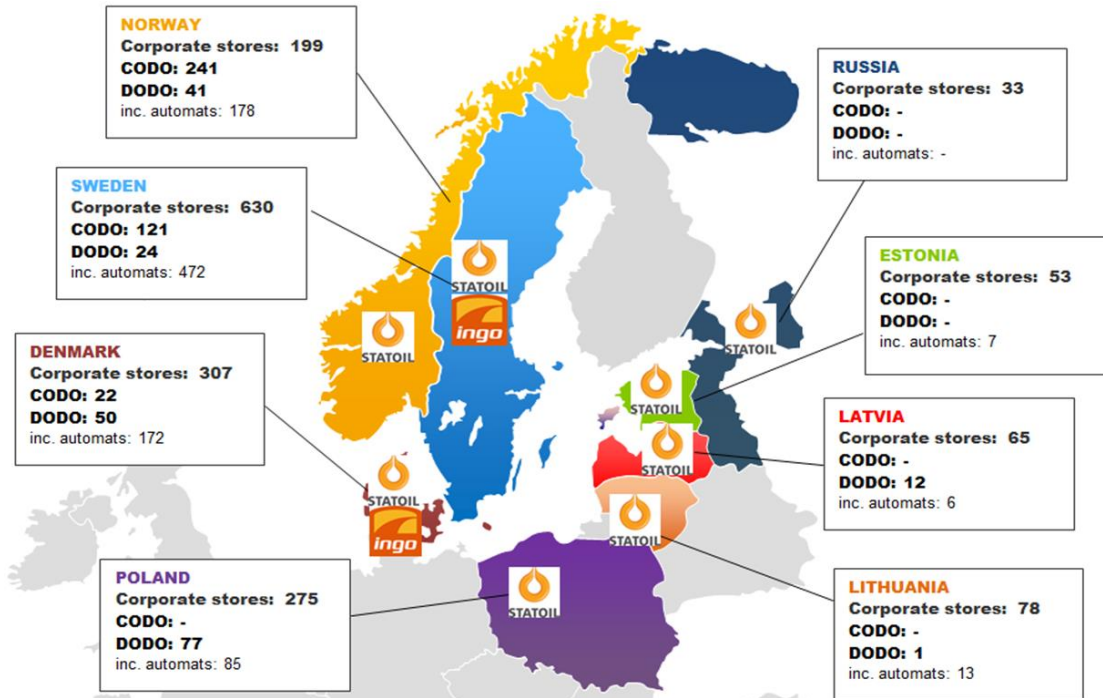 NORWAY
Corporate stores: 199
CODO: 241
DODO: 41
inc. automats: 178
SWEDEN
Corporate stores: 630
CODO: 121
DODO: 24
inc. automats: 472
DENMARK
Corporate stores: 307
CODO: 22
DODO: 50
inc. automats: 172
POLAND
Corporate stores: 275
CODO: -
DODO: 77
inc. automats: 85
RUSSIA
Corporate stores: 33
CODO: -
DODO: -
inc. automats: -
ESTONIA
Corporate stores: 53
CODO: -
DODO: -
inc. automats: 7
LATVIA
Corporate stores: 65
CODO: -
DODO: 12
inc. automats: 6
LITHUANIA
Corporate stores: 78
CODO: -
DODO: 1
inc. automats: 13
STATOIL
ingo
STATOIL
STATOIL
ingo
STATOIL
STATOIL
STATOIL
STATOIL
STATOIL